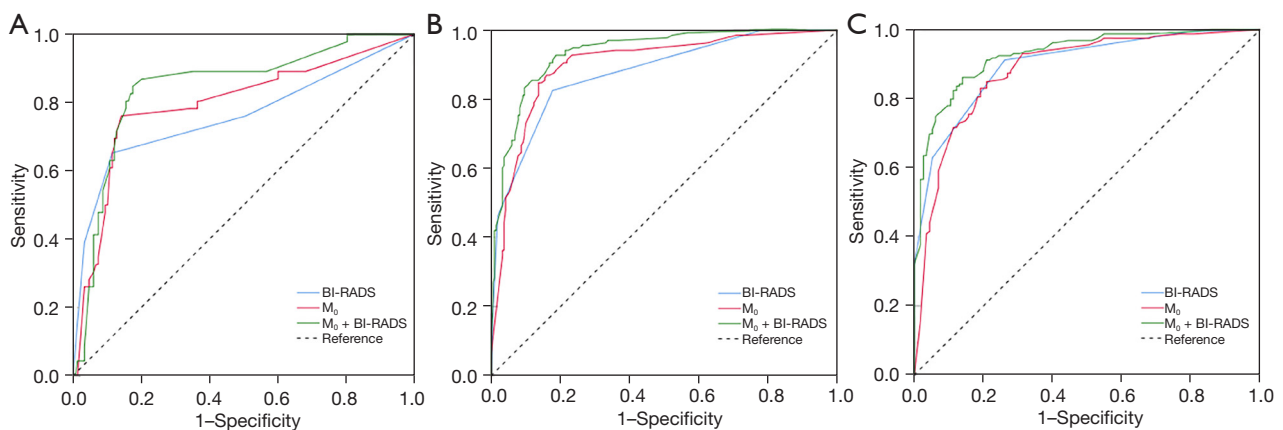 A
1.0
0.8
0.6
0.4
0.2
0.0
Sensitivity
BI-RADS
M₀
M₀ + BI-RADS
Reference
0.0 0.2 0.4 0.6 0.8 1.0
1–Specificity
B
1.0
0.8
0.6
0.4
0.2
0.0
Sensitivity
BI-RADS
M₀
M₀ + BI-RADS
Reference
0.0 0.2 0.4 0.6 0.8 1.0
1–Specificity
C
1.0
0.8
0.6
0.4
0.2
0.0
Sensitivity
BI-RADS
M₀
M₀ + BI-RADS
Reference
0.0 0.2 0.4 0.6 0.8 1.0
1–Specificity